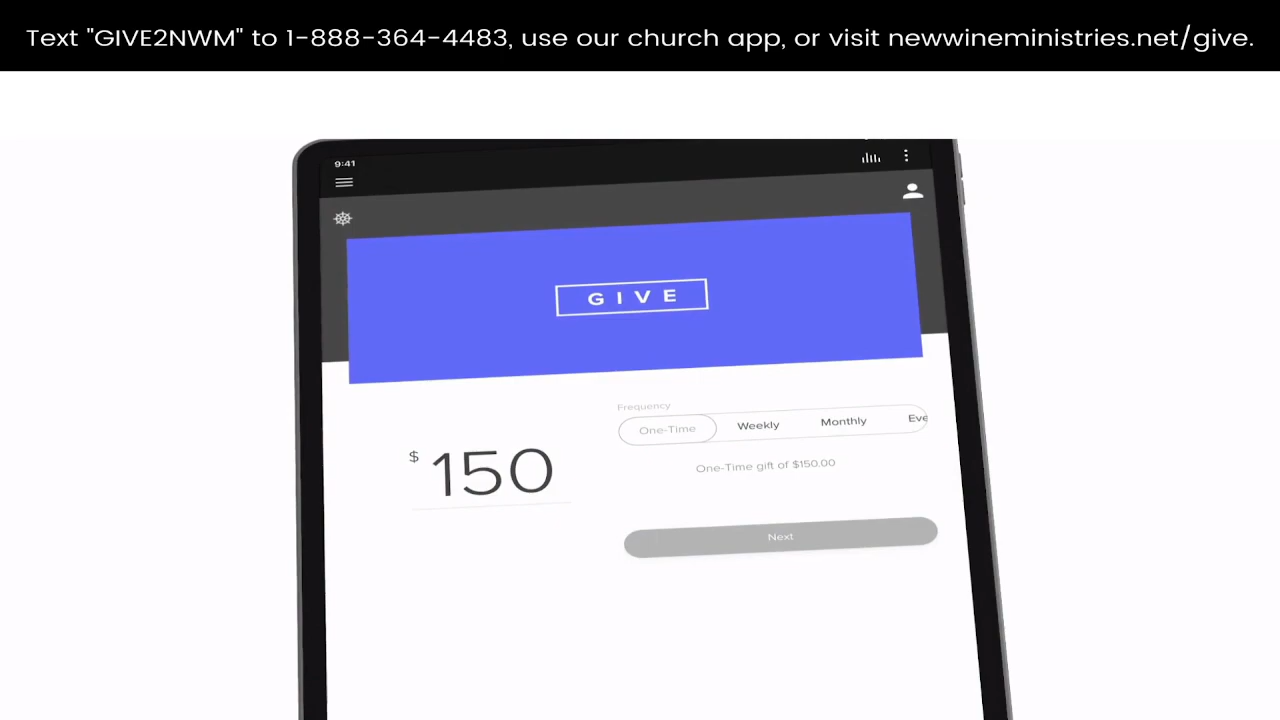 Text "GIVE2NWM" to 1-888-364-4483, use our church app, or visit newwineministries.net/give.
9:41
GIVE
Frequency
One-Time Weekly Monthly Eve
$ 150
One-Time gift of $150.00
Next